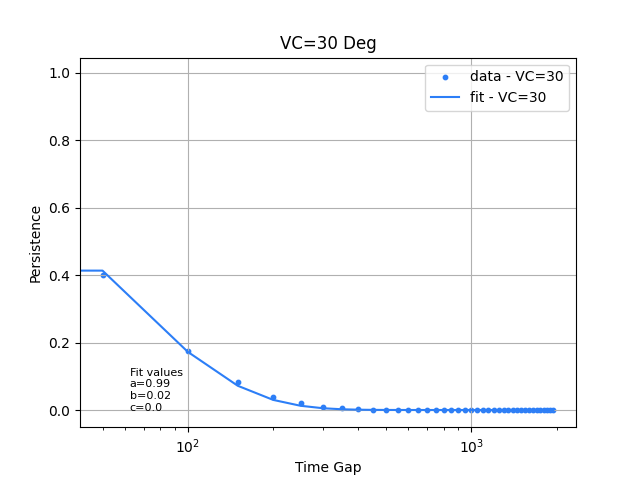 VC=30 Deg
data - VC=30
fit - VC=30
1.0
0.8
0.6
0.4
0.2
0.0
Persistence
Fit values
a=0.99
b=0.02
c=0.0
10²
10³
Time Gap